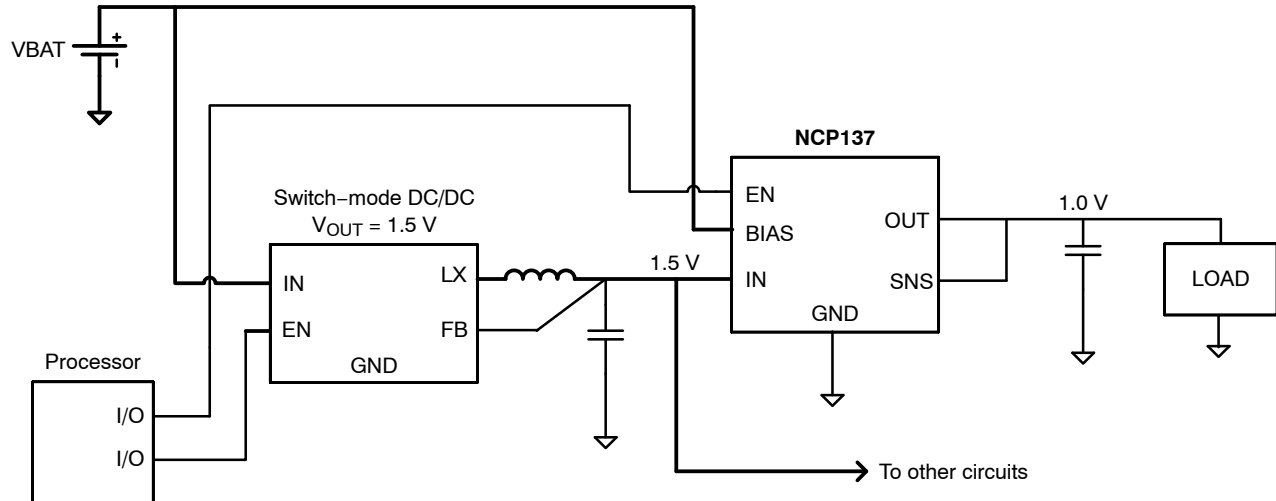 VBAT
+
NCP137
Switch−mode DC/DC
VOUT = 1.5 V
EN
BIAS
IN
OUT
SNS
GND
1.0 V
LOAD
1.5 V
IN
EN
LX
FB
GND
Processor
I/O
I/O
To other circuits